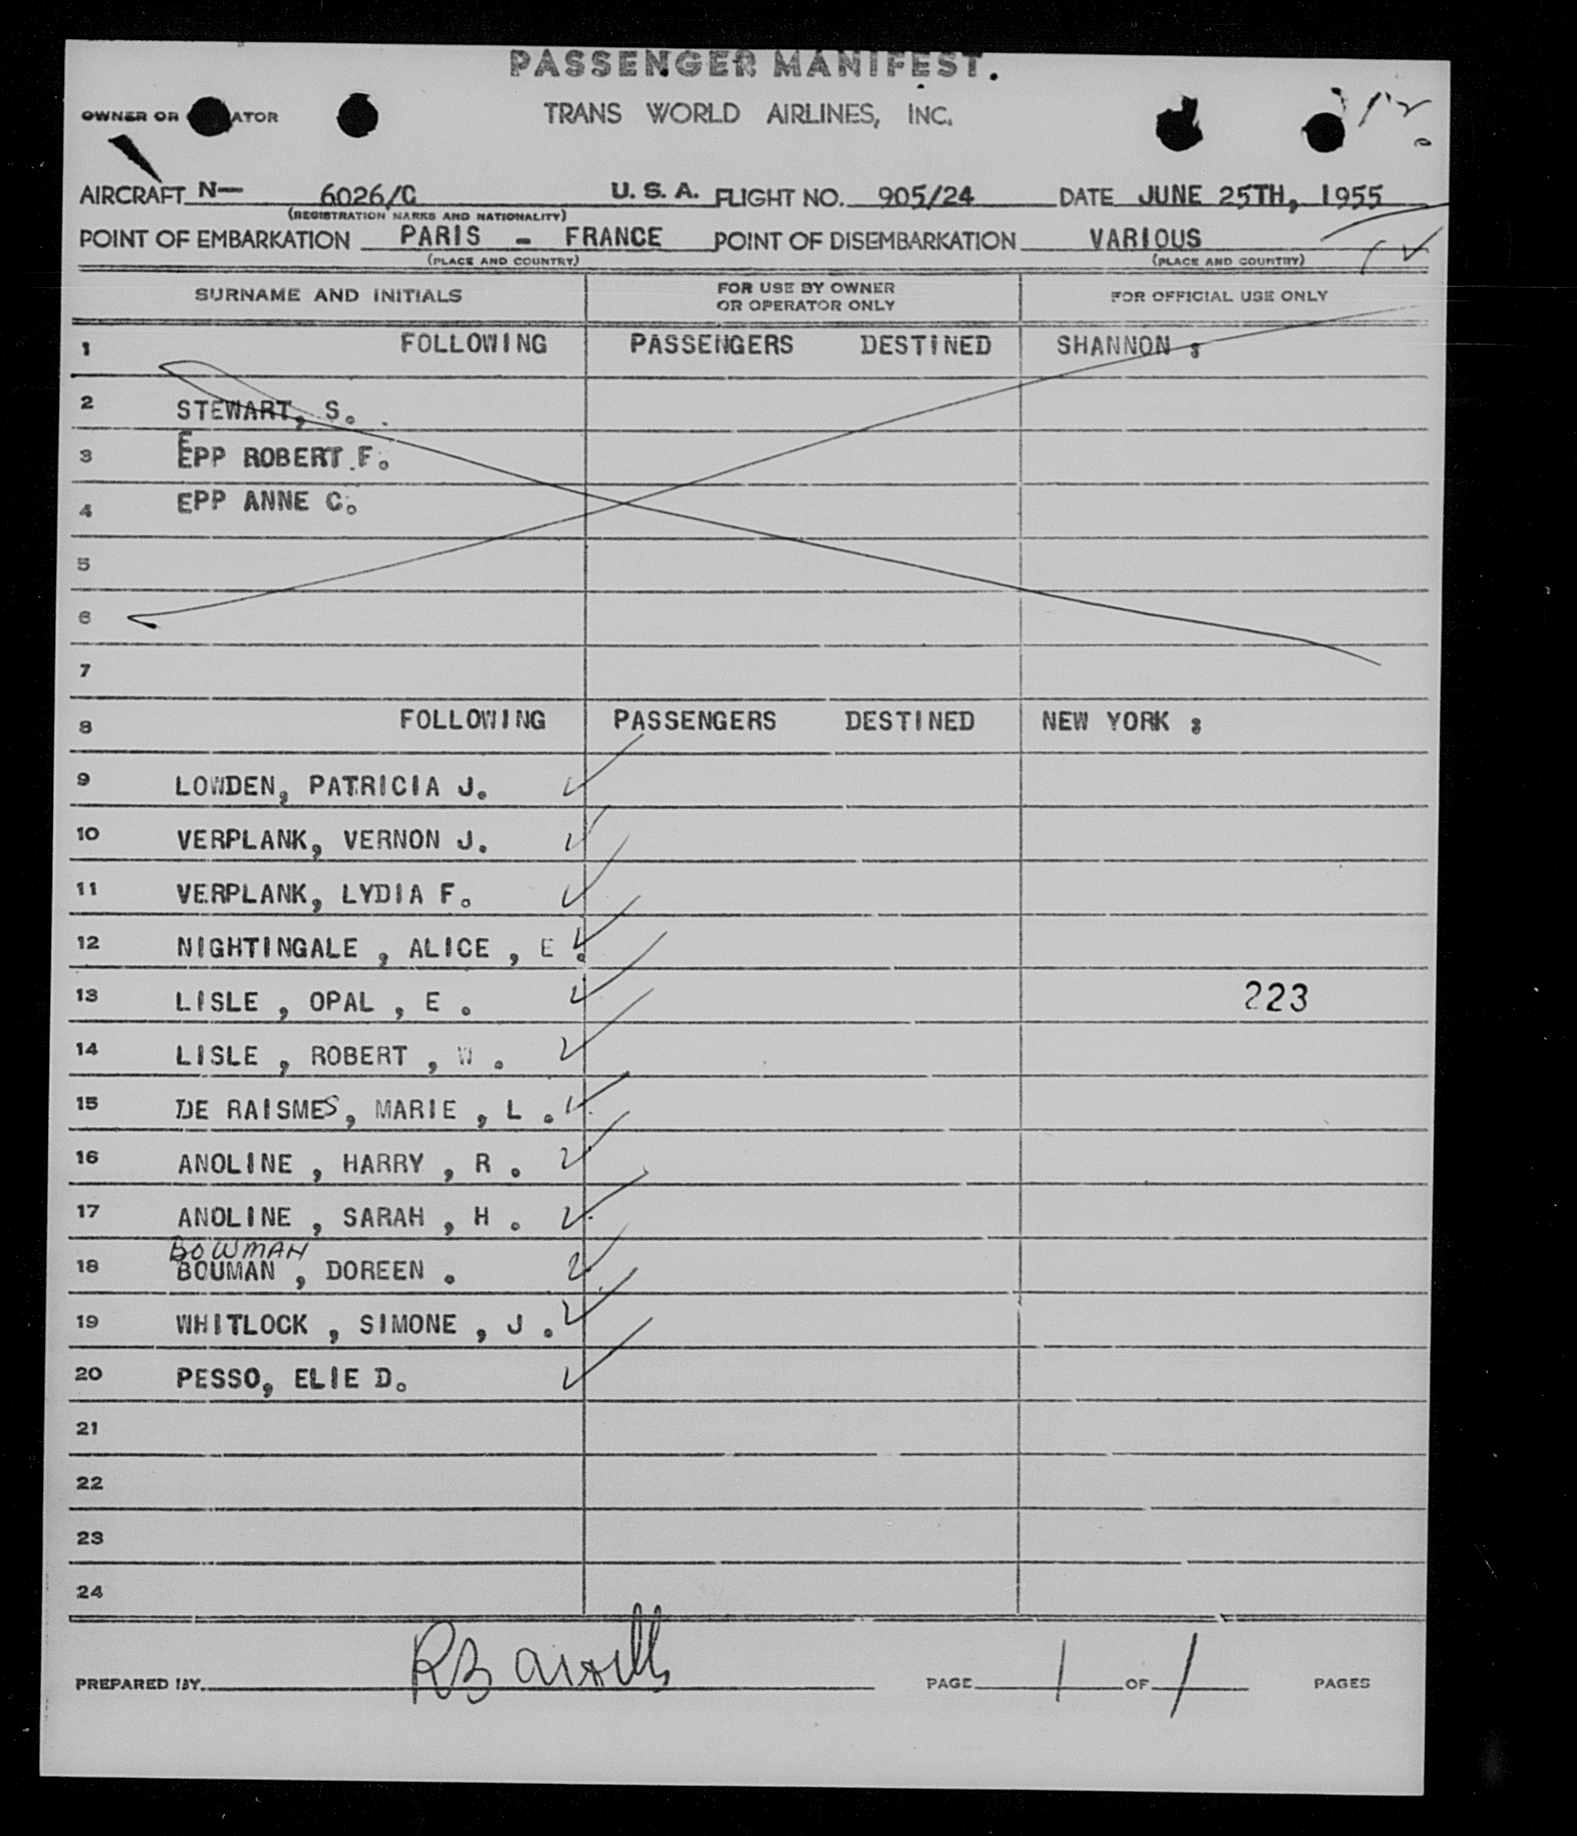 PASSENGER MANIFEST.
OWNER OR ATOR TRANS WORLD AIRLINES, INC.
AIRCRAFT N— 6026/C U. S. A. FLIGHT NO. 905/24 DATE JUNE 25TH, 1955
(REGISTRATION MARKS AND NATIONALITY)
POINT OF EMBARKATION PARIS - FRANCE POINT OF DISEMBARKATION VARIOUS
(PLACE AND COUNTRY) (PLACE AND COUNTRY)
SURNAME AND INITIALS FOR USE BY OWNER OR OPERATOR ONLY FOR OFFICIAL USE ONLY
1 FOLLOWING PASSENGERS DESTINED SHANNON :
2 STEWART, S.
3 EPP ROBERT F.
4 EPP ANNE C.
5
6
7
8 FOLLOWING PASSENGERS DESTINED NEW YORK :
9 LOWDEN, PATRICIA J.
10 VERPLANK, VERNON J.
11 VERPLANK, LYDIA F.
12 NIGHTINGALE , ALICE , E .
13 LISLE , OPAL , E . 223
14 LISLE , ROBERT , W .
15 DE RAISMES, MARIE , L .
16 ANOLINE , HARRY , R .
17 ANOLINE , SARAH , H .
BOWMAN
18 BOUMAN , DOREEN .
19 WHITLOCK , SIMONE , J .
20 PESSO, ELIE D.
21
22
23
24
PREPARED BY PAGE 1 OF 1 PAGES